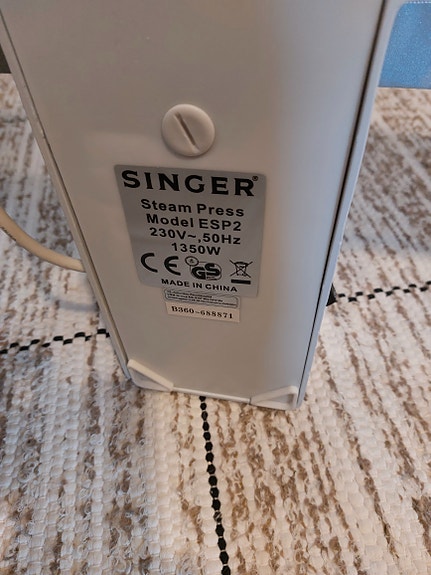 SINGER®
Steam Press
Model ESP2
230V~,50Hz
1350W
CE GS
MADE IN CHINA
B360-688871